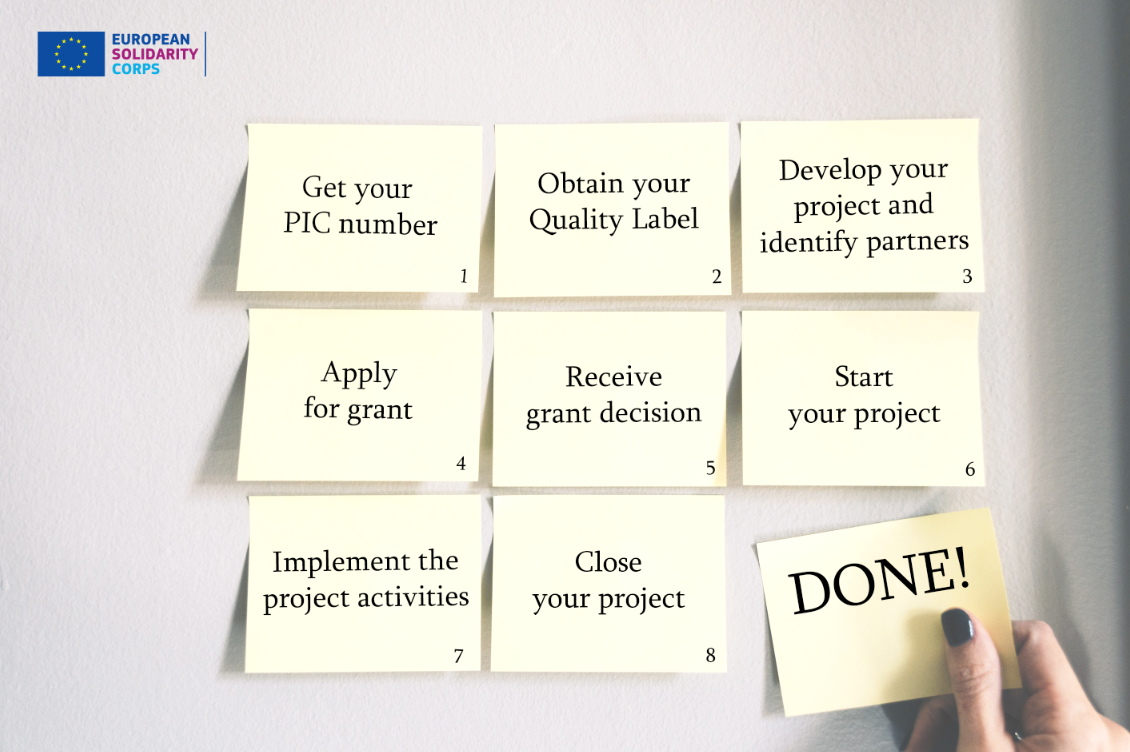 EUROPEAN
SOLIDARITY
CORPS
Get your
PIC number
1
Obtain your
Quality Label
2
Develop your
project and
identify partners
3
Apply
for grant
4
Receive
grant decision
5
Start
your project
6
Implement the
project activities
7
Close
your project
8
DONE!